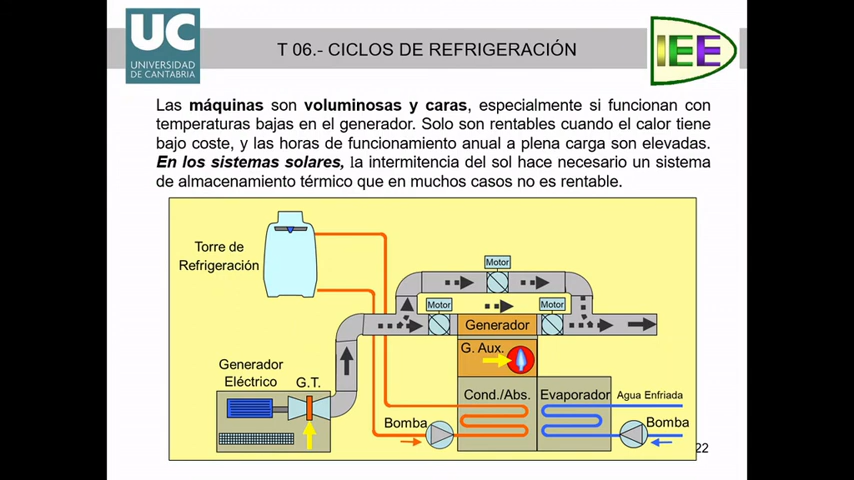 UC
UNIVERSIDAD
DE CANTABRIA
T 06.- CICLOS DE REFRIGERACIÓN
IEE
Las máquinas son voluminosas y caras, especialmente si funcionan con
temperaturas bajas en el generador. Solo son rentables cuando el calor tiene
bajo coste, y las horas de funcionamiento anual a plena carga son elevadas.
En los sistemas solares, la intermitencia del sol hace necesario un sistema
de almacenamiento térmico que en muchos casos no es rentable.
Torre de
Refrigeración
Motor
Motor
Motor
Generador
G. Aux.
Generador
Eléctrico
G.T.
Cond./Abs.
Evaporador
Agua Enfriada
Bomba
Bomba
22